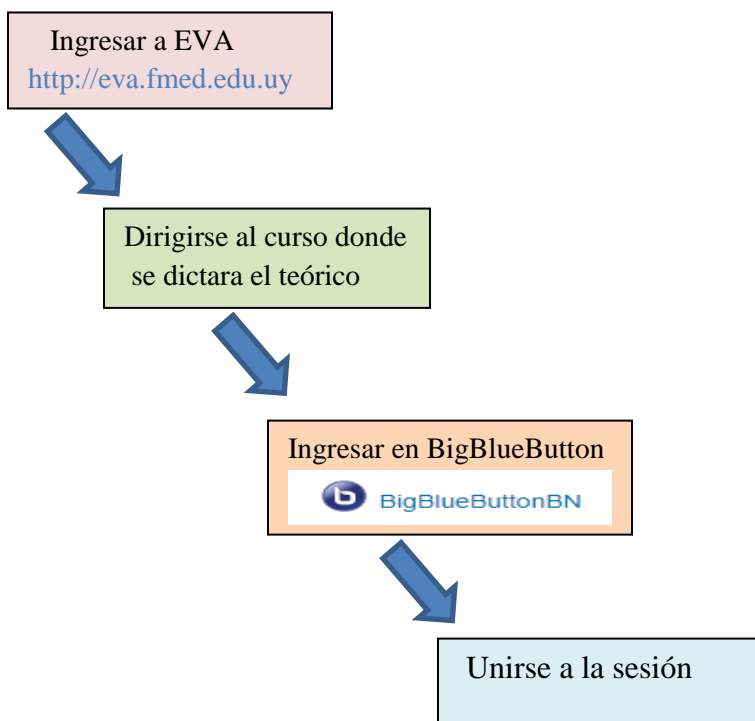 Ingresar a EVA
http://eva.fmed.edu.uy
Dirigirse al curso donde
se dictara el teórico
Ingresar en BigBlueButton
b BigBlueButtonBN
Unirse a la sesión